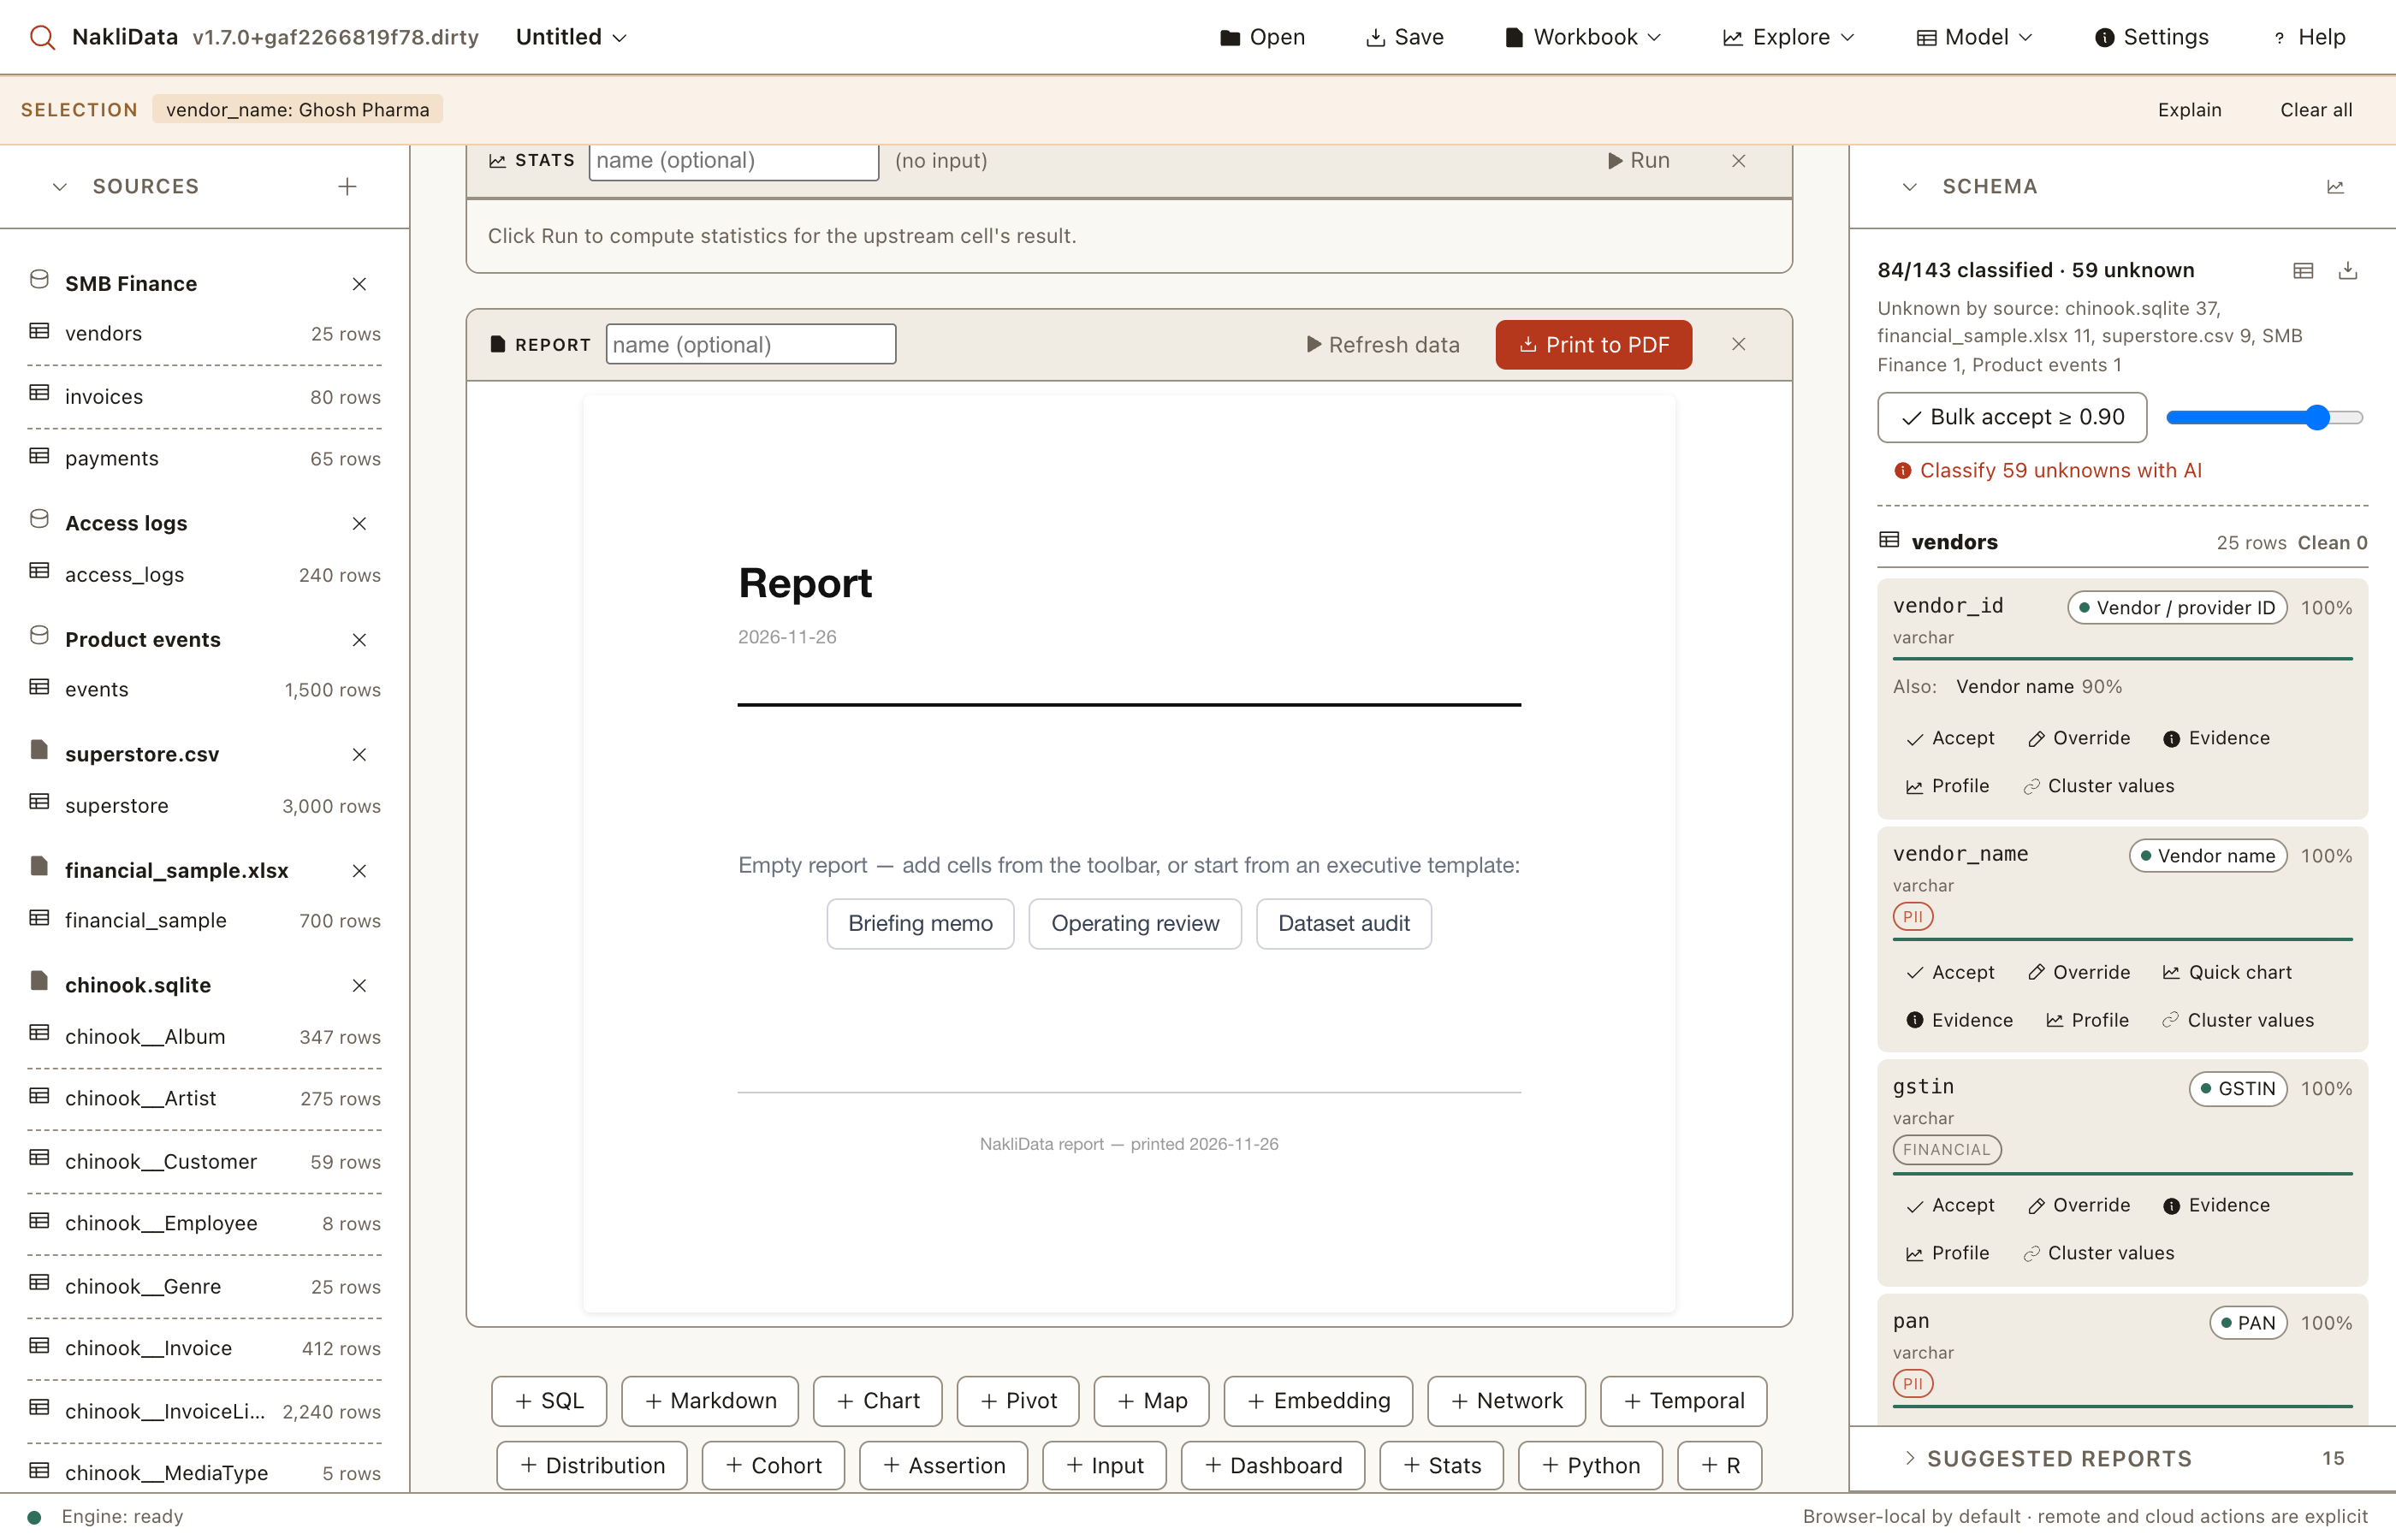 NakliData v1.7.0+gaf2266819f78.dirty Untitled Open Save Workbook Explore Model Settings ? Help
SELECTION vendor_name: Ghosh Pharma Explain Clear all
SOURCES
SMB Finance
vendors 25 rows
invoices 80 rows
payments 65 rows
Access logs
access_logs 240 rows
Product events
events 1,500 rows
superstore.csv
superstore 3,000 rows
financial_sample.xlsx
financial_sample 700 rows
chinook.sqlite
chinook__Album 347 rows
chinook__Artist 275 rows
chinook__Customer 59 rows
chinook__Employee 8 rows
chinook__Genre 25 rows
chinook__Invoice 412 rows
chinook__InvoiceLi... 2,240 rows
chinook__MediaType 5 rows
STATS name (optional) (no input) Run
Click Run to compute statistics for the upstream cell's result.
REPORT name (optional) Refresh data Print to PDF
Report
2026-11-26
Empty report — add cells from the toolbar, or start from an executive template:
Briefing memo Operating review Dataset audit
NakliData report — printed 2026-11-26
+ SQL + Markdown + Chart + Pivot + Map + Embedding + Network + Temporal
+ Distribution + Cohort + Assertion + Input + Dashboard + Stats + Python + R
SCHEMA
84/143 classified · 59 unknown
Unknown by source: chinook.sqlite 37,
financial_sample.xlsx 11, superstore.csv 9, SMB
Finance 1, Product events 1
Bulk accept ≥ 0.90
Classify 59 unknowns with AI
vendors 25 rows Clean 0
vendor_id Vendor / provider ID 100%
varchar
Also: Vendor name 90%
Accept Override Evidence
Profile Cluster values
vendor_name Vendor name 100%
varchar
PII
Accept Override Quick chart
Evidence Profile Cluster values
gstin GSTIN 100%
varchar
FINANCIAL
Accept Override Evidence
Profile Cluster values
pan PAN 100%
varchar
PII
SUGGESTED REPORTS 15
Engine: ready
Browser-local by default · remote and cloud actions are explicit